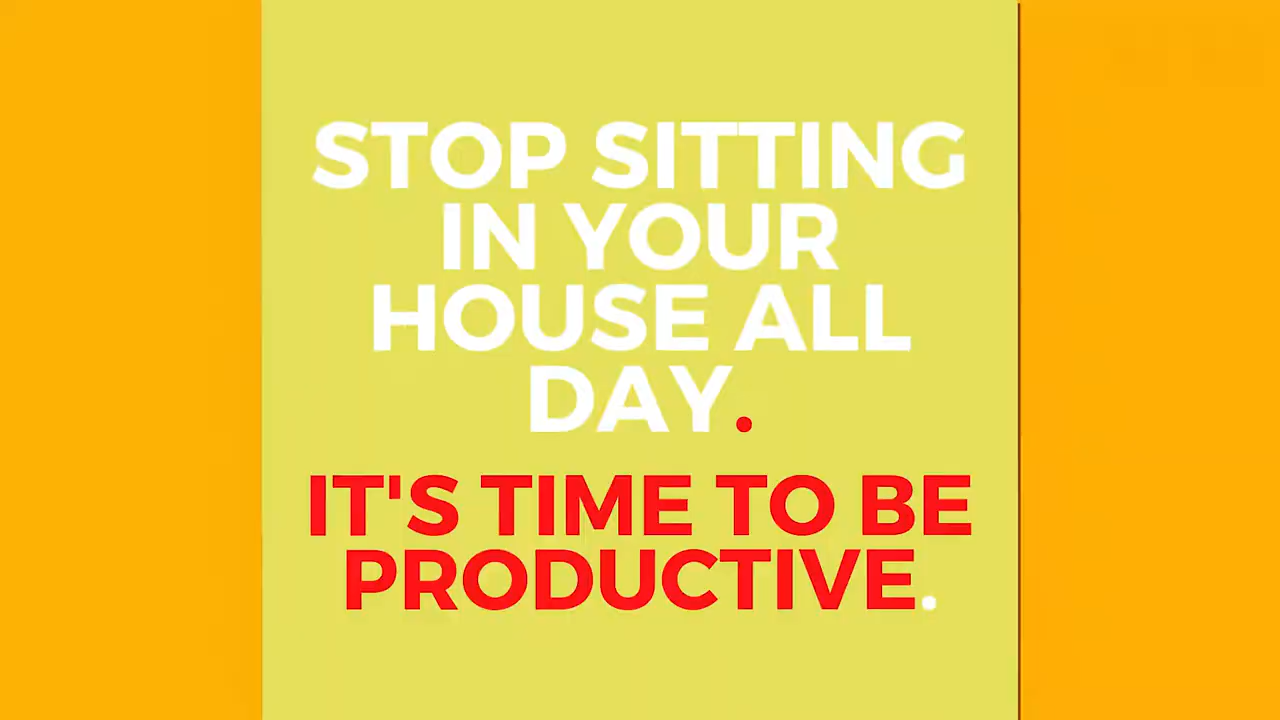 STOP SITTING
IN YOUR
HOUSE ALL
DAY.
IT'S TIME TO BE
PRODUCTIVE.